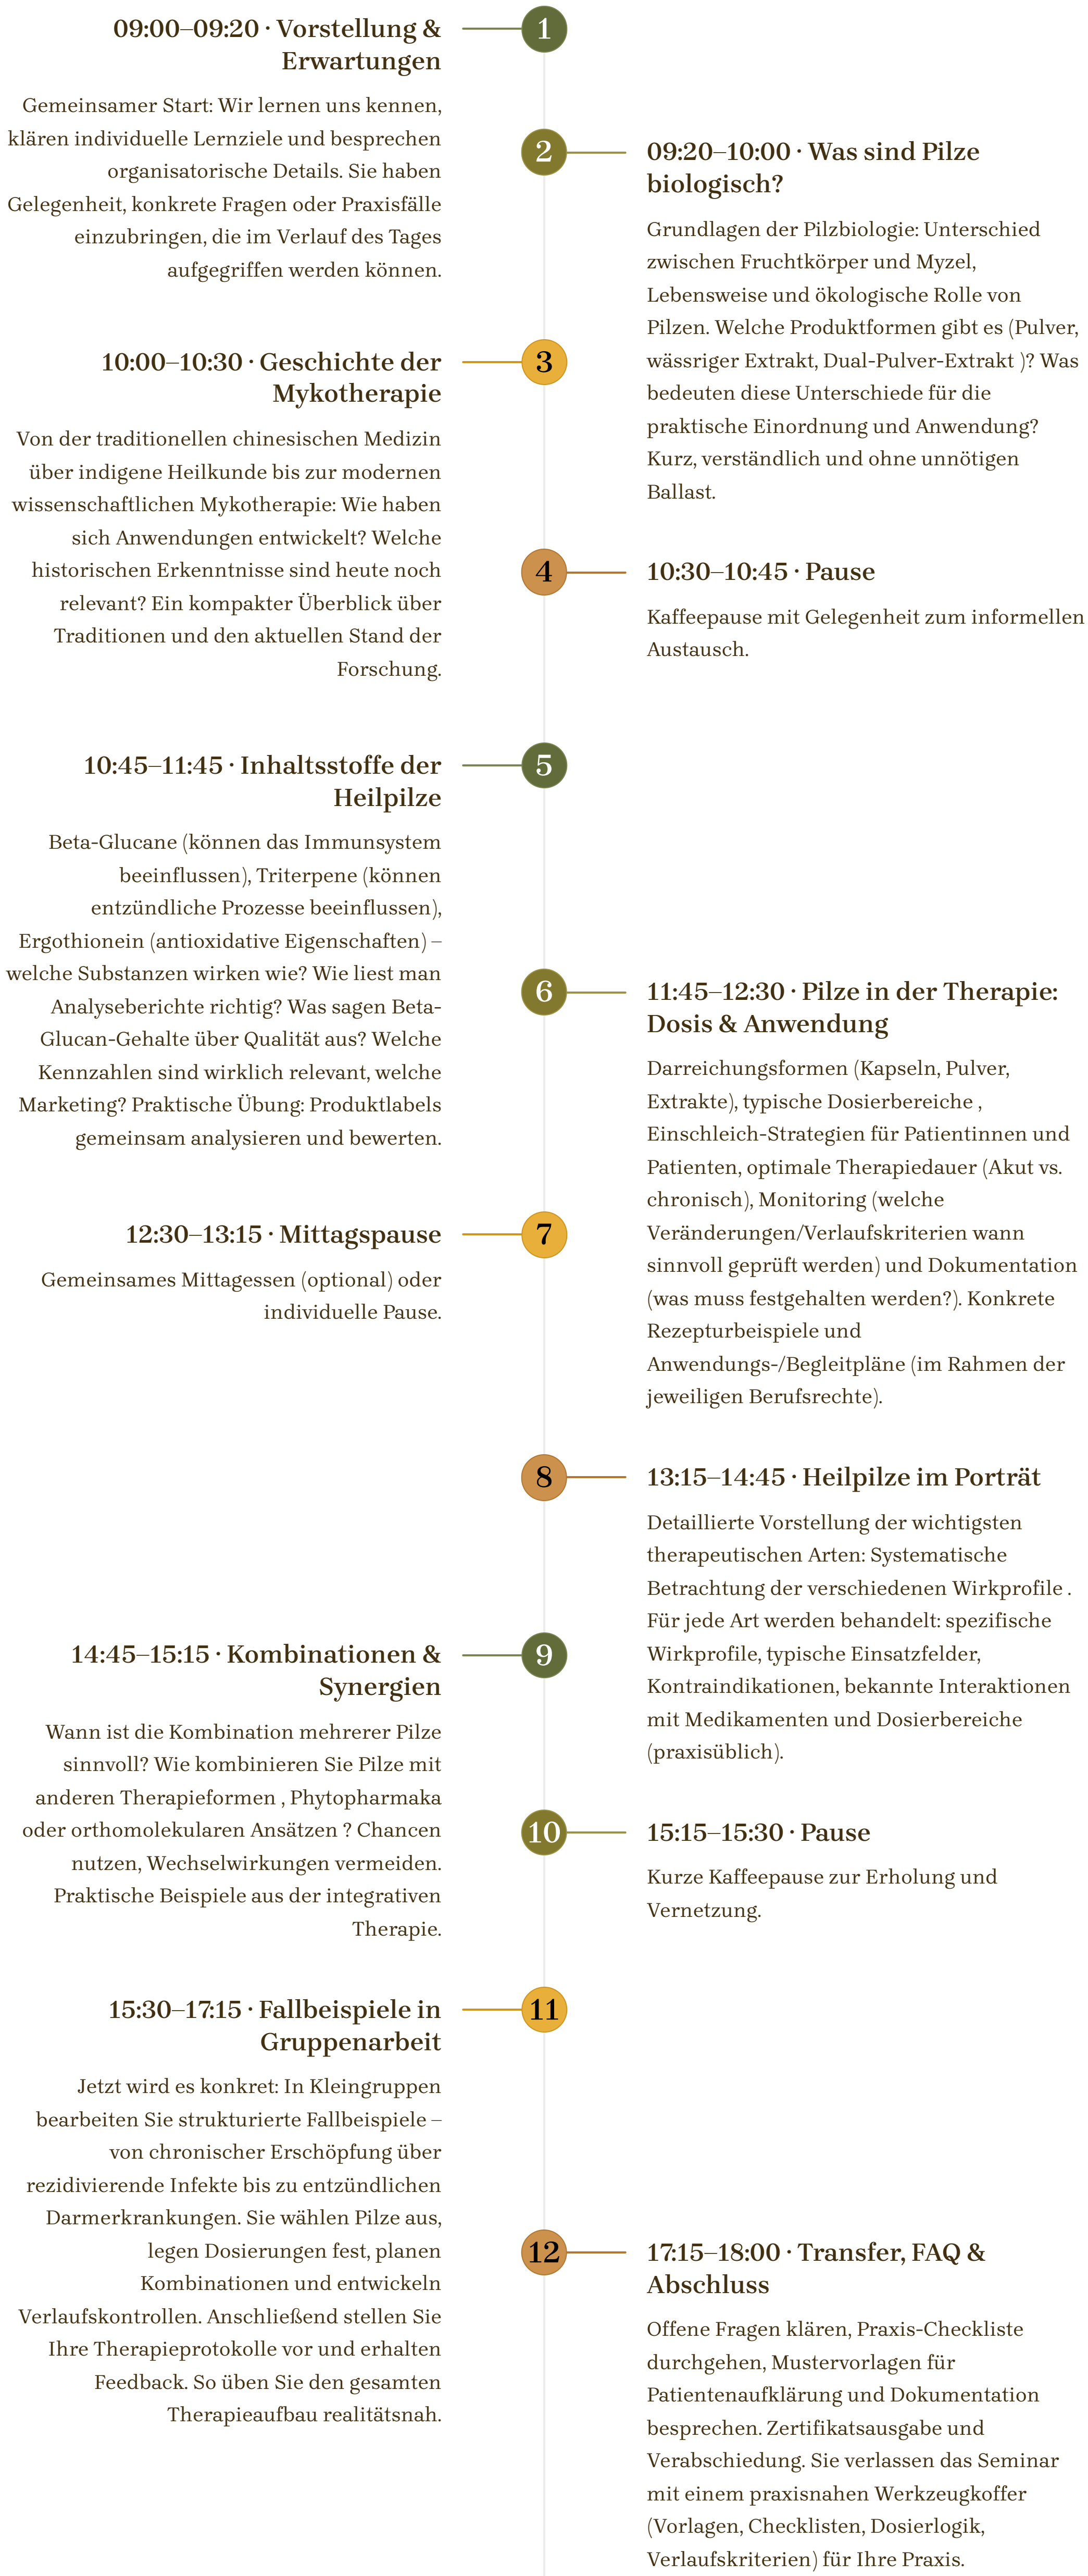 09:00–09:20 · Vorstellung &
Erwartungen
Gemeinsamer Start: Wir lernen uns kennen,
klären individuelle Lernziele und besprechen
organisatorische Details. Sie haben
Gelegenheit, konkrete Fragen oder Praxisfälle
einzubringen, die im Verlauf des Tages
aufgegriffen werden können.
1
2
09:20–10:00 · Was sind Pilze
biologisch?
Grundlagen der Pilzbiologie: Unterschied
zwischen Fruchtkörper und Myzel,
Lebensweise und ökologische Rolle von
Pilzen. Welche Produktformen gibt es (Pulver,
wässriger Extrakt, Dual-Pulver-Extrakt )? Was
bedeuten diese Unterschiede für die
praktische Einordnung und Anwendung?
Kurz, verständlich und ohne unnötigen
Ballast.
10:00–10:30 · Geschichte der
Mykotherapie
Von der traditionellen chinesischen Medizin
über indigene Heilkunde bis zur modernen
wissenschaftlichen Mykotherapie: Wie haben
sich Anwendungen entwickelt? Welche
historischen Erkenntnisse sind heute noch
relevant? Ein kompakter Überblick über
Traditionen und den aktuellen Stand der
Forschung.
3
4
10:30–10:45 · Pause
Kaffeepause mit Gelegenheit zum informellen
Austausch.
10:45–11:45 · Inhaltsstoffe der
Heilpilze
Beta-Glucane (können das Immunsystem
beeinflussen), Triterpene (können
entzündliche Prozesse beeinflussen),
Ergothionein (antioxidative Eigenschaften) –
welche Substanzen wirken wie? Wie liest man
Analyseberichte richtig? Was sagen Beta-
Glucan-Gehalte über Qualität aus? Welche
Kennzahlen sind wirklich relevant, welche
Marketing? Praktische Übung: Produktlabels
gemeinsam analysieren und bewerten.
5
6
11:45–12:30 · Pilze in der Therapie:
Dosis & Anwendung
Darreichungsformen (Kapseln, Pulver,
Extrakte), typische Dosierbereiche ,
Einschleich-Strategien für Patientinnen und
Patienten, optimale Therapiedauer (Akut vs.
chronisch), Monitoring (welche
Veränderungen/Verlaufskriterien wann
sinnvoll geprüft werden) und Dokumentation
(was muss festgehalten werden?). Konkrete
Rezepturbeispiele und
Anwendungs-/Begleitpläne (im Rahmen der
jeweiligen Berufsrechte).
12:30–13:15 · Mittagspause
Gemeinsames Mittagessen (optional) oder
individuelle Pause.
7
8
13:15–14:45 · Heilpilze im Porträt
Detaillierte Vorstellung der wichtigsten
therapeutischen Arten: Systematische
Betrachtung der verschiedenen Wirkprofile .
Für jede Art werden behandelt: spezifische
Wirkprofile, typische Einsatzfelder,
Kontraindikationen, bekannte Interaktionen
mit Medikamenten und Dosierbereiche
(praxisüblich).
14:45–15:15 · Kombinationen &
Synergien
Wann ist die Kombination mehrerer Pilze
sinnvoll? Wie kombinieren Sie Pilze mit
anderen Therapieformen , Phytopharmaka
oder orthomolekularen Ansätzen ? Chancen
nutzen, Wechselwirkungen vermeiden.
Praktische Beispiele aus der integrativen
Therapie.
9
10
15:15–15:30 · Pause
Kurze Kaffeepause zur Erholung und
Vernetzung.
15:30–17:15 · Fallbeispiele in
Gruppenarbeit
Jetzt wird es konkret: In Kleingruppen
bearbeiten Sie strukturierte Fallbeispiele –
von chronischer Erschöpfung über
rezidivierende Infekte bis zu entzündlichen
Darmerkrankungen. Sie wählen Pilze aus,
legen Dosierungen fest, planen
Kombinationen und entwickeln
Verlaufskontrollen. Anschließend stellen Sie
Ihre Therapieprotokolle vor und erhalten
Feedback. So üben Sie den gesamten
Therapieaufbau realitätsnah.
11
12
17:15–18:00 · Transfer, FAQ &
Abschluss
Offene Fragen klären, Praxis-Checkliste
durchgehen, Mustervorlagen für
Patientenaufklärung und Dokumentation
besprechen. Zertifikatsausgabe und
Verabschiedung. Sie verlassen das Seminar
mit einem praxisnahen Werkzeugkoffer
(Vorlagen, Checklisten, Dosierlogik,
Verlaufskriterien) für Ihre Praxis.